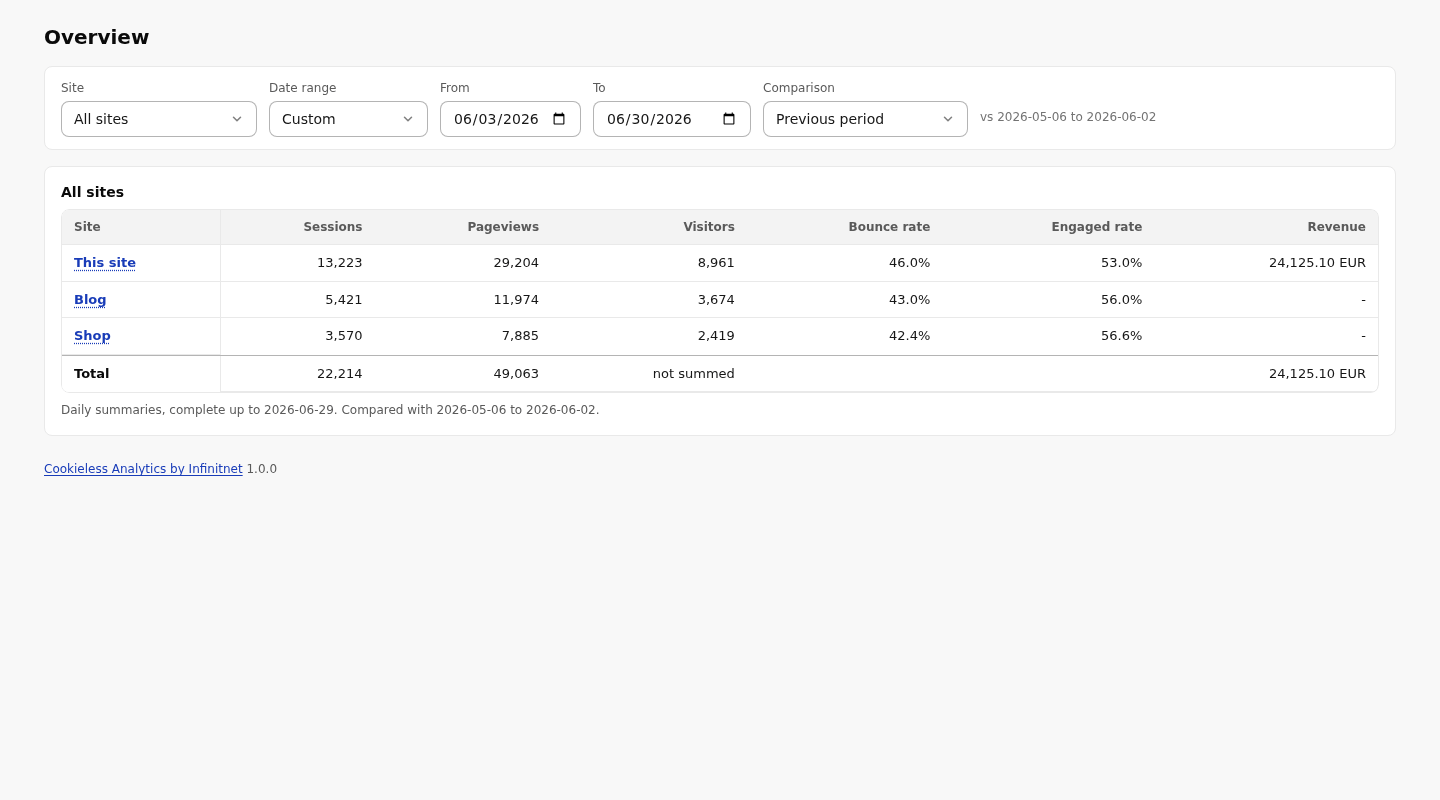 Overview
Site Date range From To Comparison
All sites Custom 06/03/2026 06/30/2026 Previous period vs 2026-05-06 to 2026-06-02
All sites
Site Sessions Pageviews Visitors Bounce rate Engaged rate Revenue
This site 13,223 29,204 8,961 46.0% 53.0% 24,125.10 EUR
Blog 5,421 11,974 3,674 43.0% 56.0% -
Shop 3,570 7,885 2,419 42.4% 56.6% -
Total 22,214 49,063 not summed 24,125.10 EUR
Daily summaries, complete up to 2026-06-29. Compared with 2026-05-06 to 2026-06-02.
Cookieless Analytics by Infinitnet 1.0.0